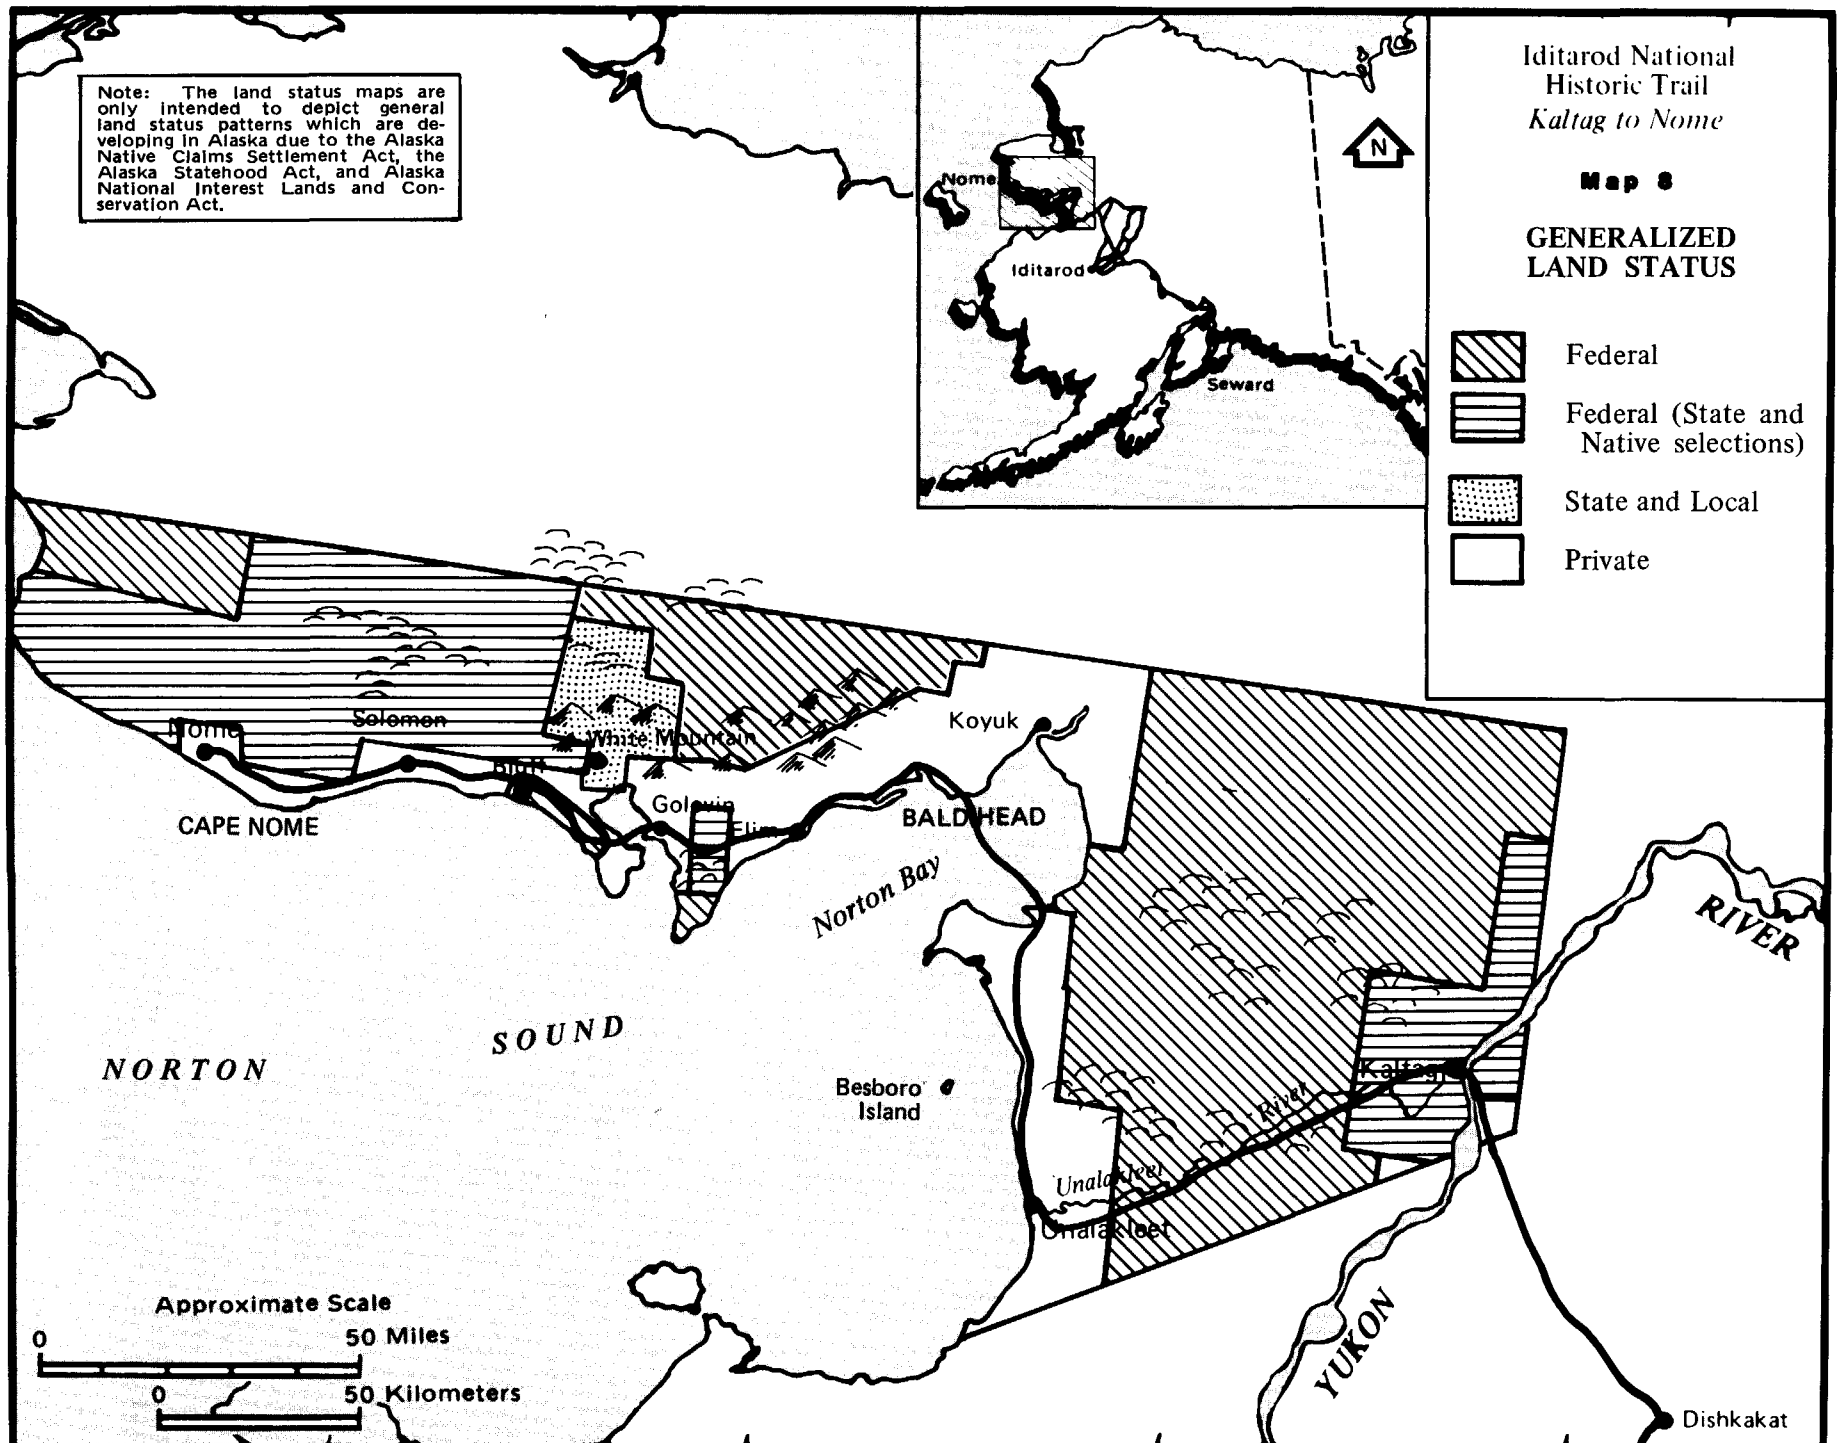 Note: The land status maps are
only intended to depict general
land status patterns which are de-
veloping in Alaska due to the Alaska
Native Claims Settlement Act, the
Alaska Statehood Act, and Alaska
National Interest Lands and Con-
servation Act.
Nome
Iditarod
Seward
Iditarod National
Historic Trail
Kaltag to Nome
N
Map 8
GENERALIZED
LAND STATUS
Federal
Federal (State and
Native selections)
State and Local
Private
Nome
Solomon
White Mountain
Bluff
Koyuk
Golovin
Elim
CAPE NOME
BALD HEAD
Norton Bay
RIVER
NORTON
SOUND
Besboro
Island
Kaltag
River
Unalakleet
Unalakleet
YUKON
Approximate Scale
0 50 Miles
0 50 Kilometers
Dishkakat